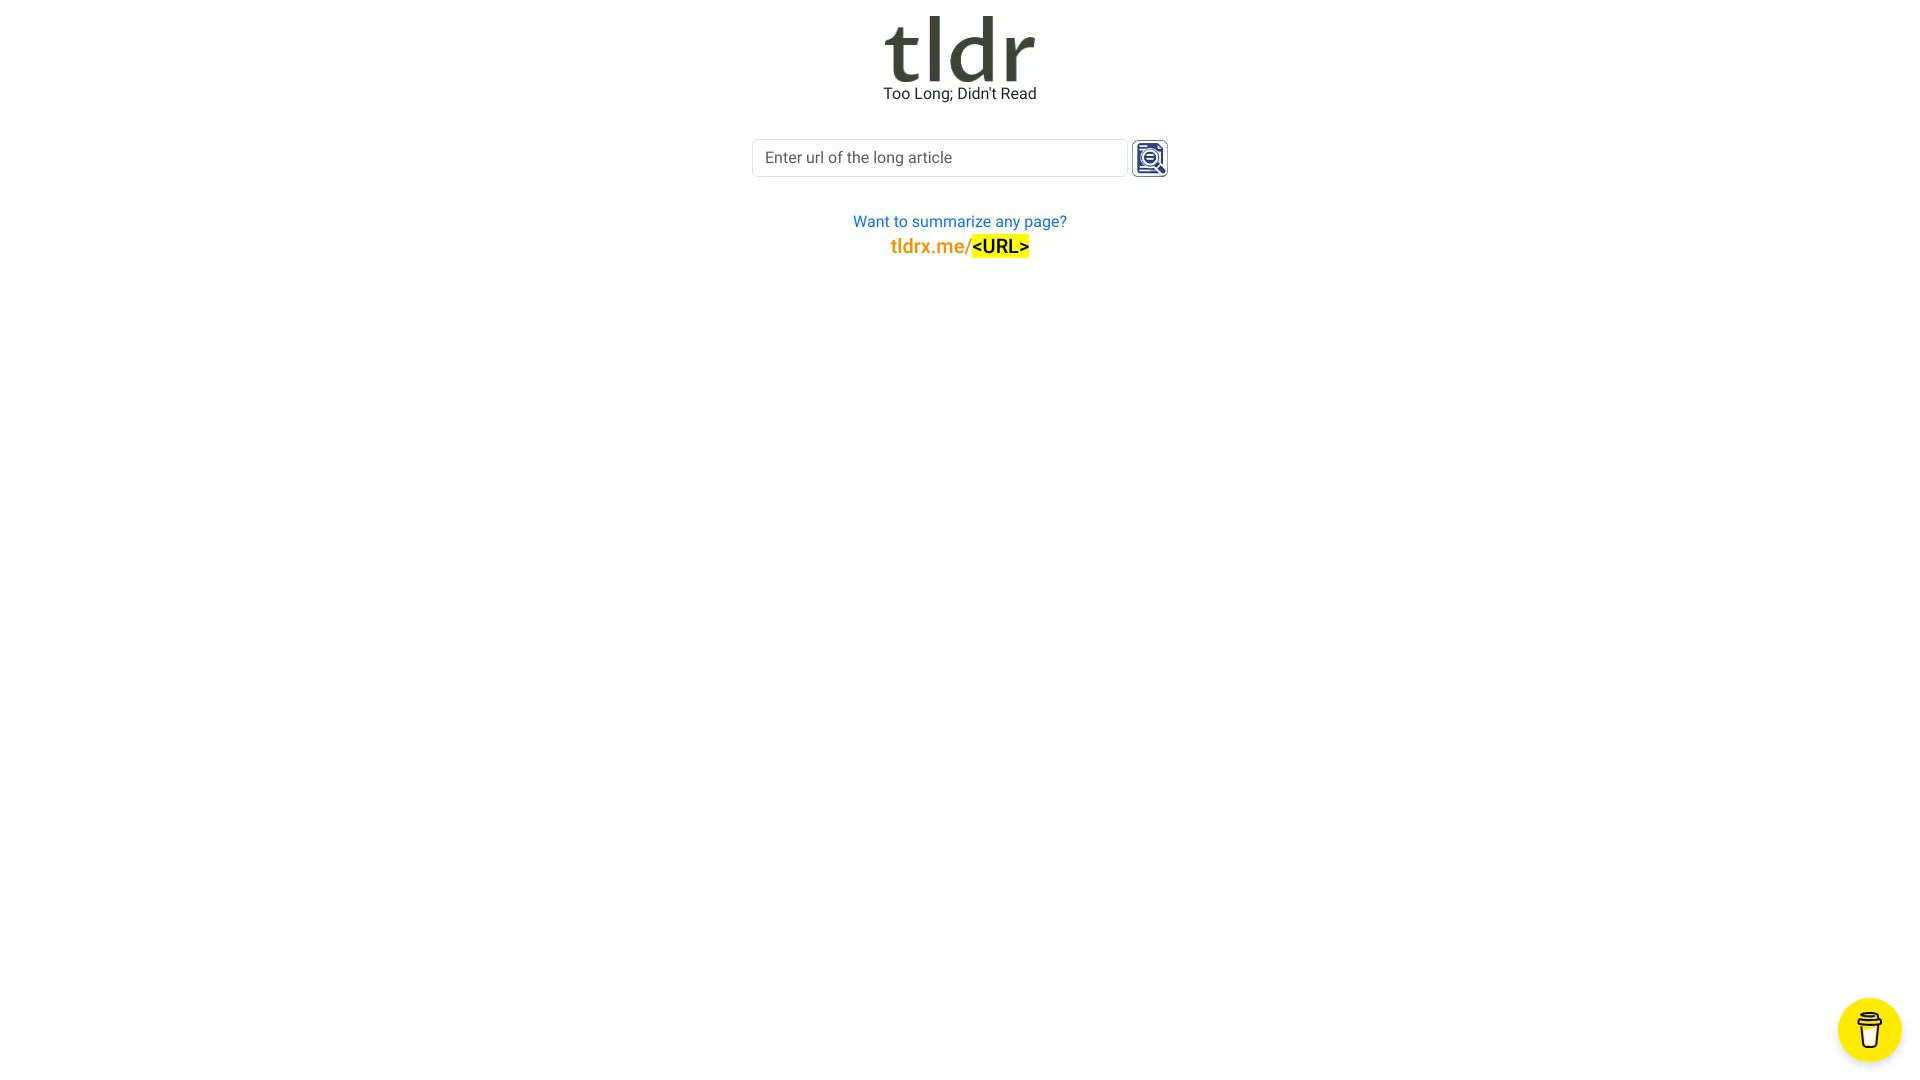 tldr
Too Long; Didn't Read
Enter url of the long article
Want to summarize any page?
tldrx.me/<URL>